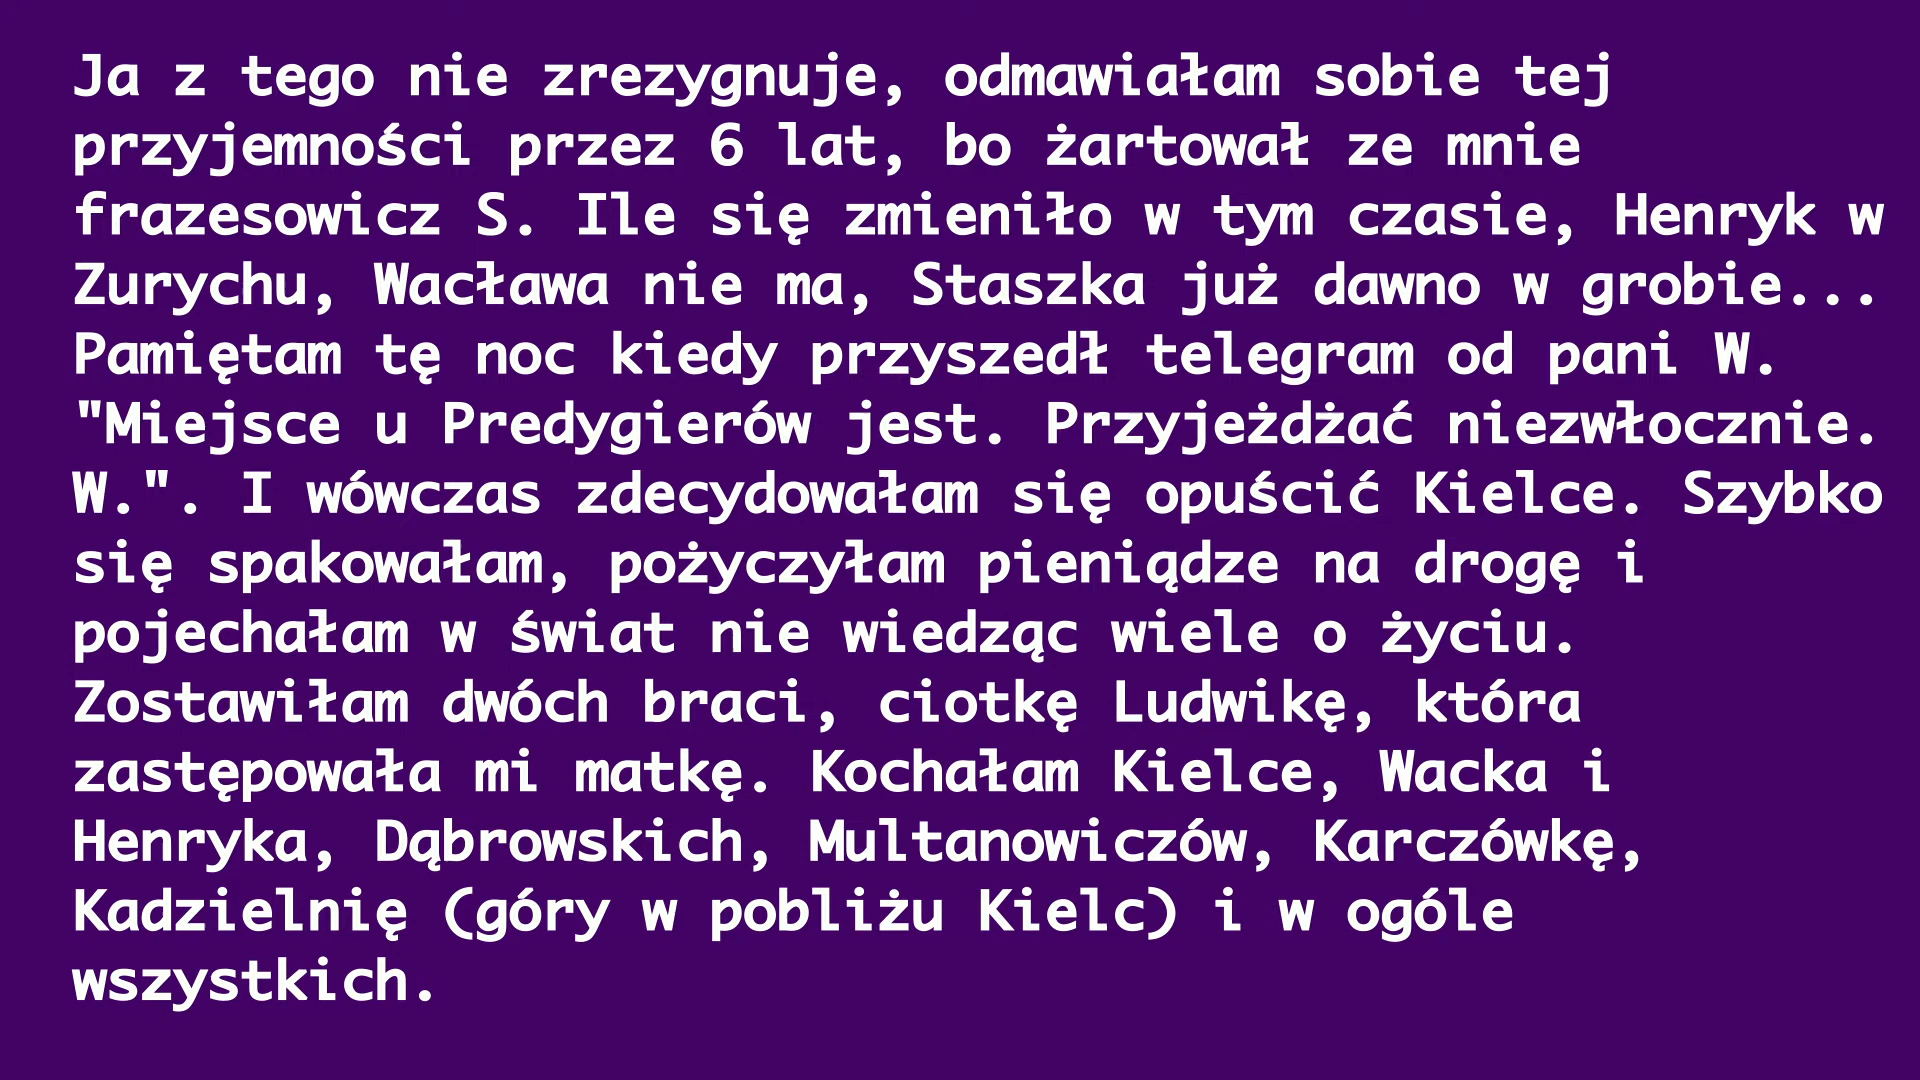 Ja z tego nie zrezygnuje, odmawiałam sobie tej
przyjemności przez 6 lat, bo żartował ze mnie
frazesowicz S. Ile się zmieniło w tym czasie, Henryk w
Zurychu, Wacława nie ma, Staszka już dawno w grobie...
Pamiętam tę noc kiedy przyszedł telegram od pani W.
"Miejsce u Predygierów jest. Przyjeżdżać niezwłocznie.
W.". I wówczas zdecydowałam się opuścić Kielce. Szybko
się spakowałam, pożyczyłam pieniądze na drogę i
pojechałam w świat nie wiedząc wiele o życiu.
Zostawiłam dwóch braci, ciotkę Ludwikę, która
zastępowała mi matkę. Kochałam Kielce, Wacka i
Henryka, Dąbrowskich, Multanowiczów, Karczówkę,
Kadzielnię (góry w pobliżu Kielc) i w ogóle
wszystkich.